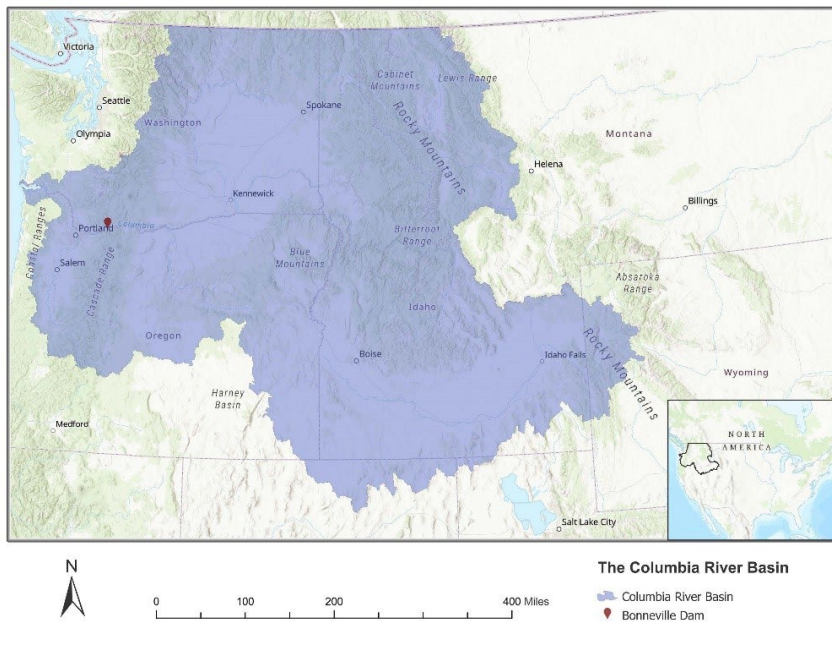 Victoria
Seattle
Olympia
Washington
Spokane
Cabinet
Mountains
Lewis Range
Rocky Mountains
Montana
Helena
Billings
Kennewick
Columbia
Portland
Salem
Coastal Ranges
Cascade Range
Blue
Mountains
Bitterroot
Range
Idaho
Absaroka
Range
Oregon
Boise
Idaho Falls
Rocky Mountains
Wyoming
Harney
Basin
Medford
Salt Lake City
NORTH
AMERICA
N
0 100 200 400 Miles
The Columbia River Basin
Columbia River Basin
Bonneville Dam